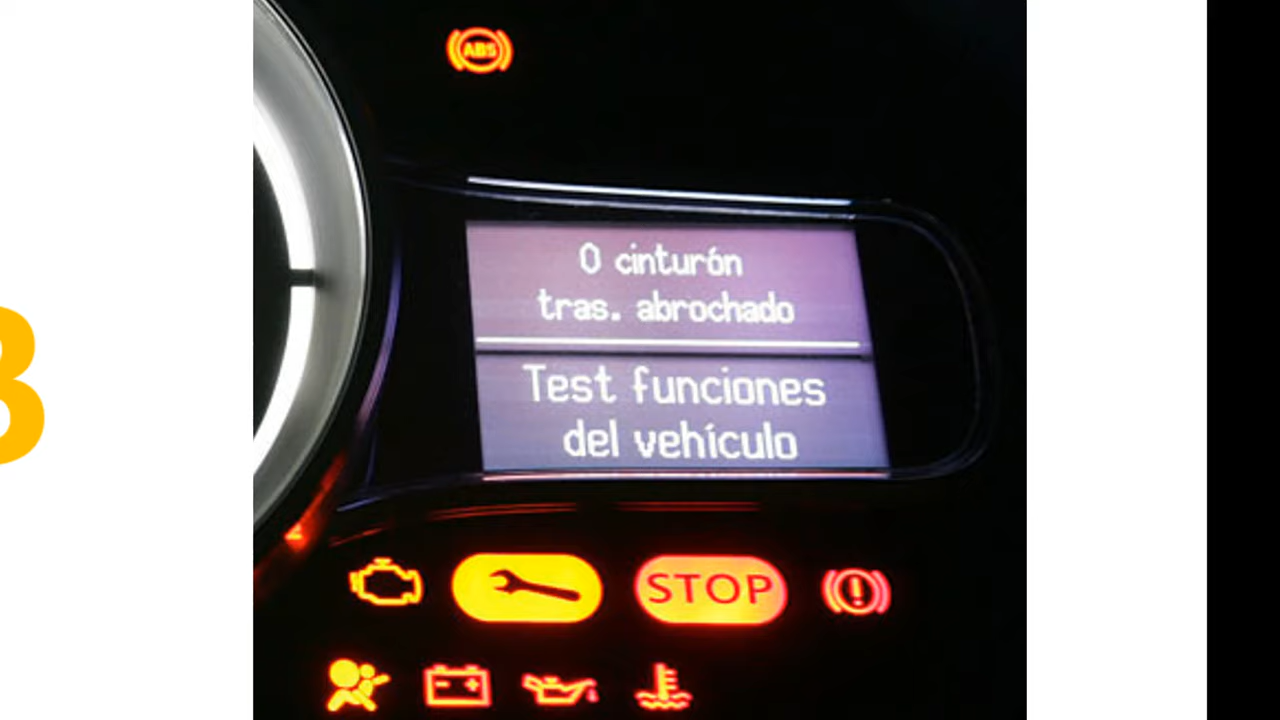 ABS
0 cinturón
tras. abrochado
Test funciones
del vehículo
STOP